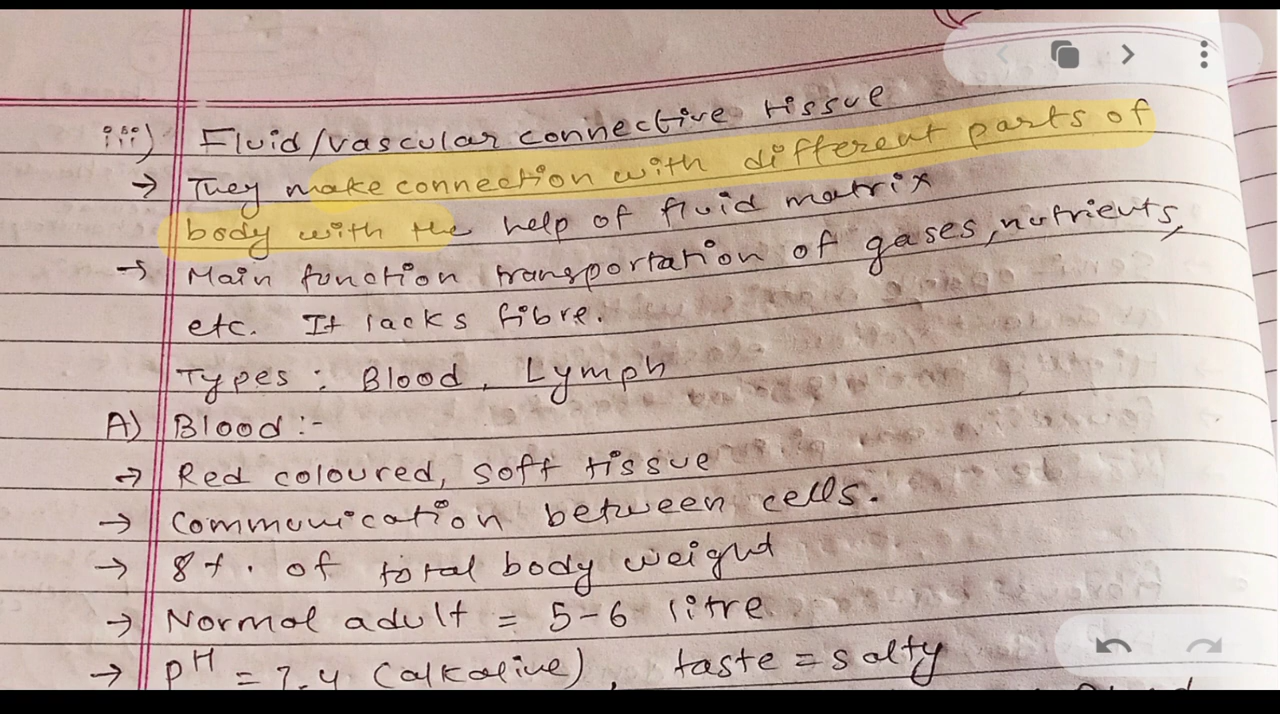 iii) Fluid/vascular connective tissue
→ They make connection with different parts of
body with the help of fluid matrix
→ Main function transportation of gases, nutrients,
etc. It lacks fibre.
Types : Blood, Lymph
A) Blood :-
→ Red coloured, soft tissue
→ Communication between cells.
→ 8%. of total body weight
→ Normal adult = 5-6 litre
→ pH = 7.4 (alkaline), taste = salty